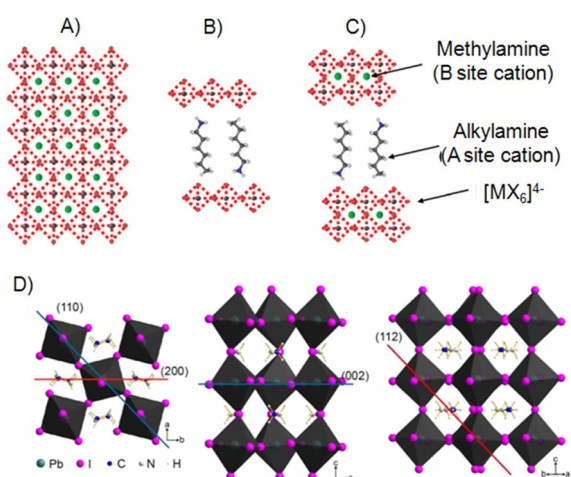 A)
B)
C)
Methylamine
(B site cation)
Alkylamine
(A site cation)
[MX₆]⁴⁻
D)
(110)
(200)
(002)
(112)
a
b
c
c
b
a
Pb I C N H